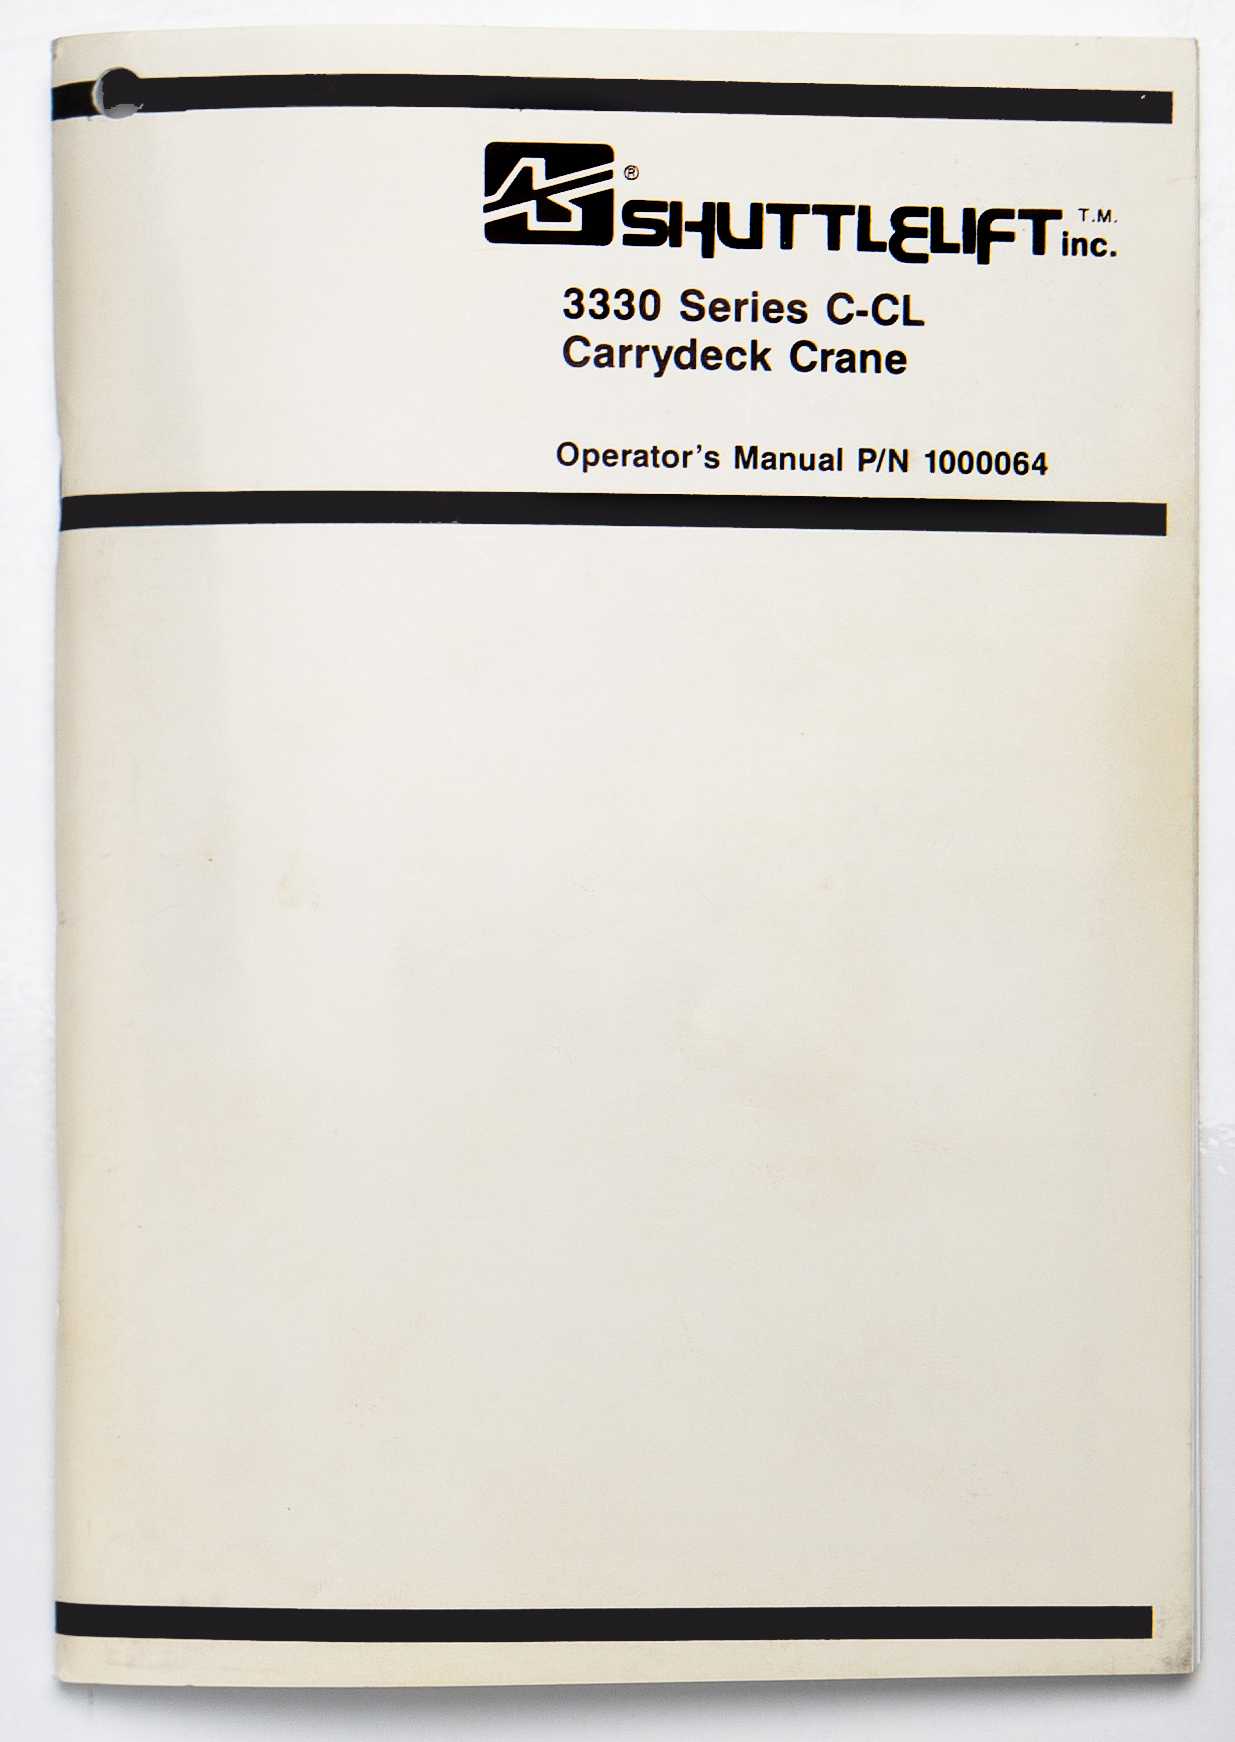 ® SHUTTLELIFT T.M. inc.
3330 Series C-CL
Carrydeck Crane
Operator's Manual P/N 1000064